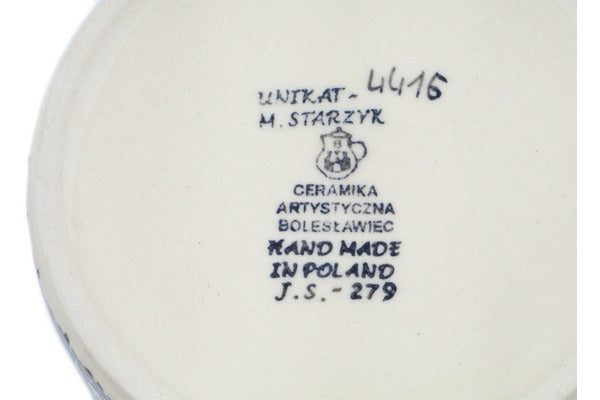 UNIKAT - 4416
M. STARZYK
B
CERAMIKA
ARTYSTYCZNA
BOLESŁAWIEC
HAND MADE
IN POLAND
J.S. - 279